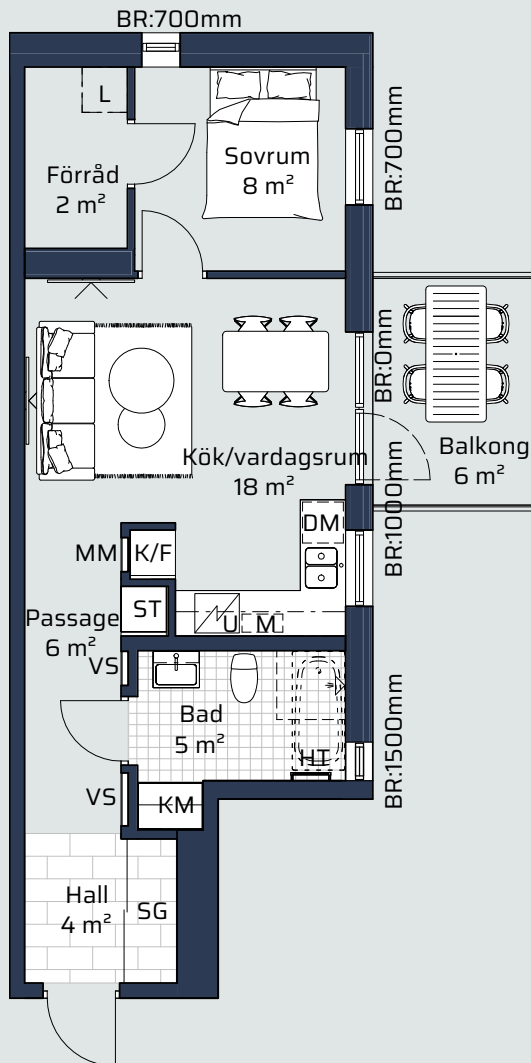 BR:700mm
L
Sovrum
8 m²
Förråd
2 m²
BR:700mm
BR:0mm
Balkong
6 m²
Kök/vardagsrum
18 m²
BR:1000mm
DM
MM
K/F
ST
U
M
Passage
6 m²
VS
Bad
5 m²
HT
BR:1500mm
VS
KM
Hall
4 m²
SG